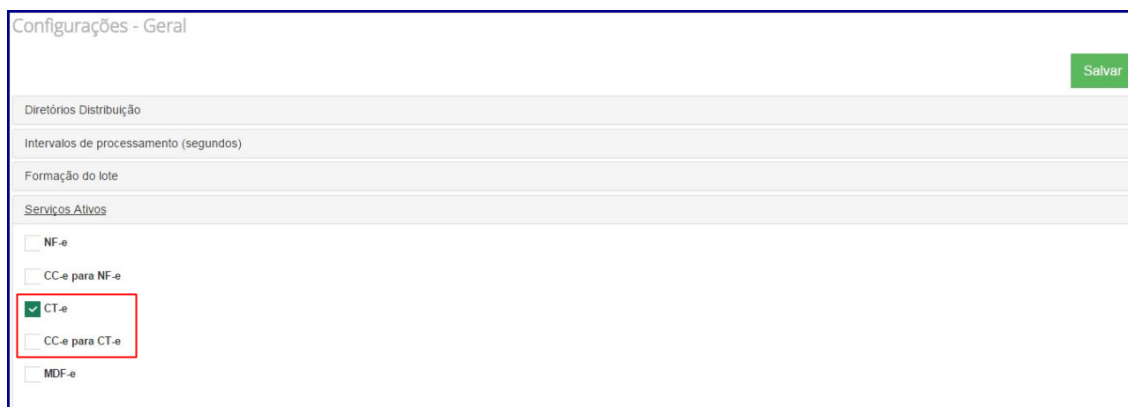 Configurações - Geral
Salvar
Diretórios Distribuição
Intervalos de processamento (segundos)
Formação do lote
Serviços Ativos
NF-e
CC-e para NF-e
CT-e
CC-e para CT-e
MDF-e